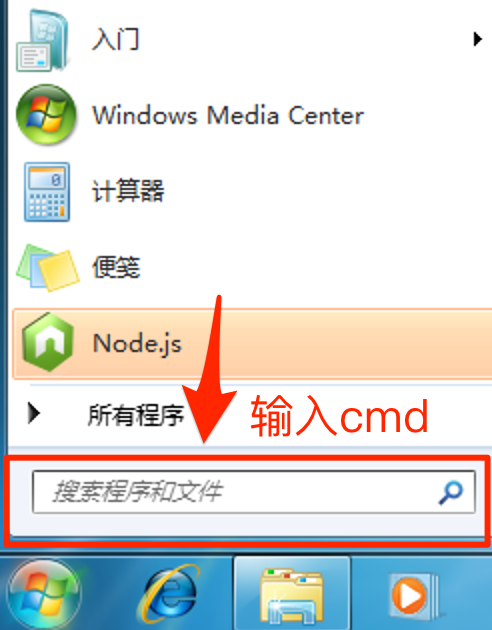 入门
Windows Media Center
计算器
便笺
Node.js
所有程序
输入cmd
搜索程序和文件